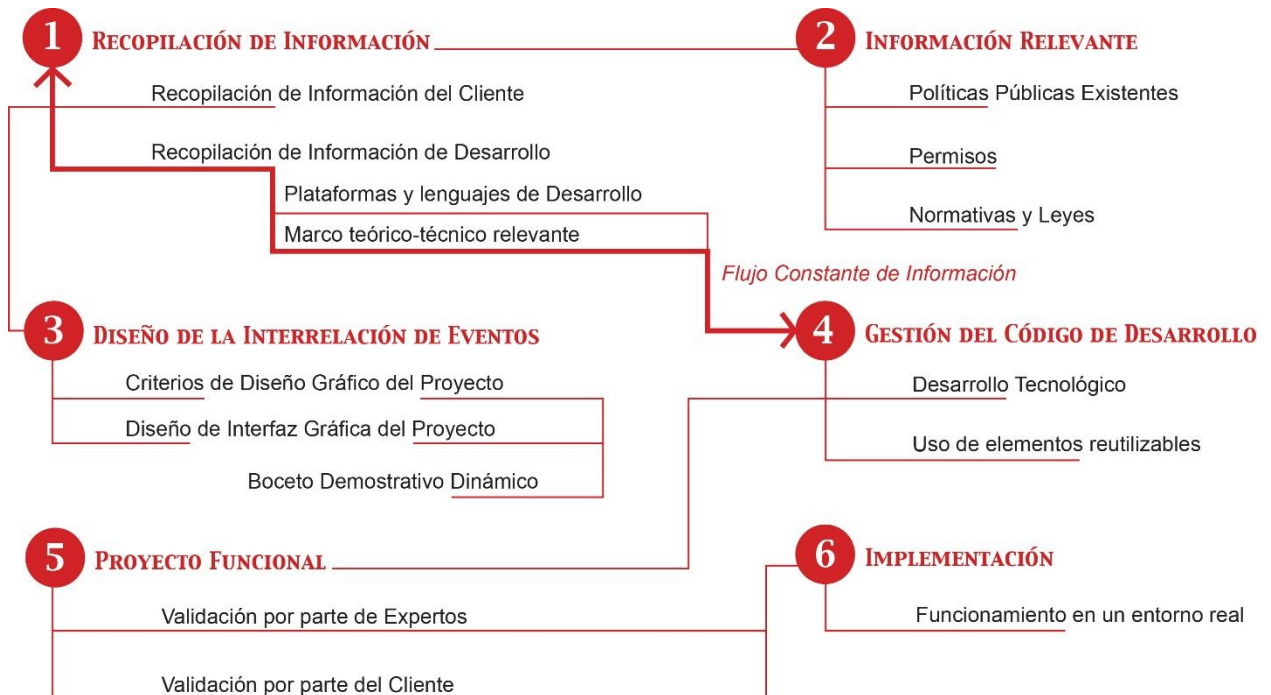 1 RECOPILACIÓN DE INFORMACIÓN
Recopilación de Información del Cliente
Recopilación de Información de Desarrollo
Plataformas y lenguajes de Desarrollo
Marco teórico-técnico relevante
2 INFORMACIÓN RELEVANTE
Políticas Públicas Existentes
Permisos
Normativas y Leyes
Flujo Constante de Información
3 DISEÑO DE LA INTERRELACIÓN DE EVENTOS
Criterios de Diseño Gráfico del Proyecto
Diseño de Interfaz Gráfica del Proyecto
Boceto Demostrativo Dinámico
4 GESTIÓN DEL CÓDIGO DE DESARROLLO
Desarrollo Tecnológico
Uso de elementos reutilizables
5 PROYECTO FUNCIONAL
Validación por parte de Expertos
Validación por parte del Cliente
6 IMPLEMENTACIÓN
Funcionamiento en un entorno real